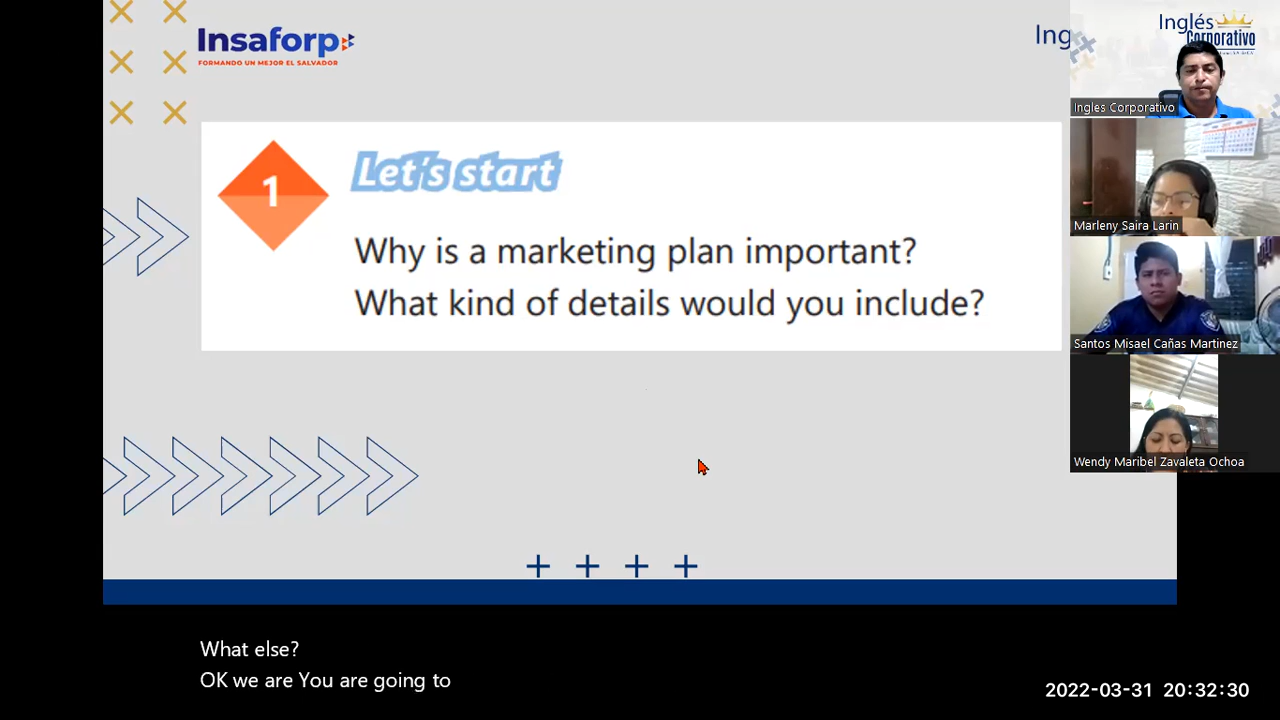 Insaforp
FORMANDO UN MEJOR EL SALVADOR
Ing
1
Let's start
Why is a marketing plan important?
What kind of details would you include?
Inglés
Corporativo
Ingles Corporativo
Marleny Saira Larin
Santos Misael Cañas Martinez
Wendy Maribel Zavaleta Ochoa
What else?
OK we are You are going to
2022-03-31 20:32:30